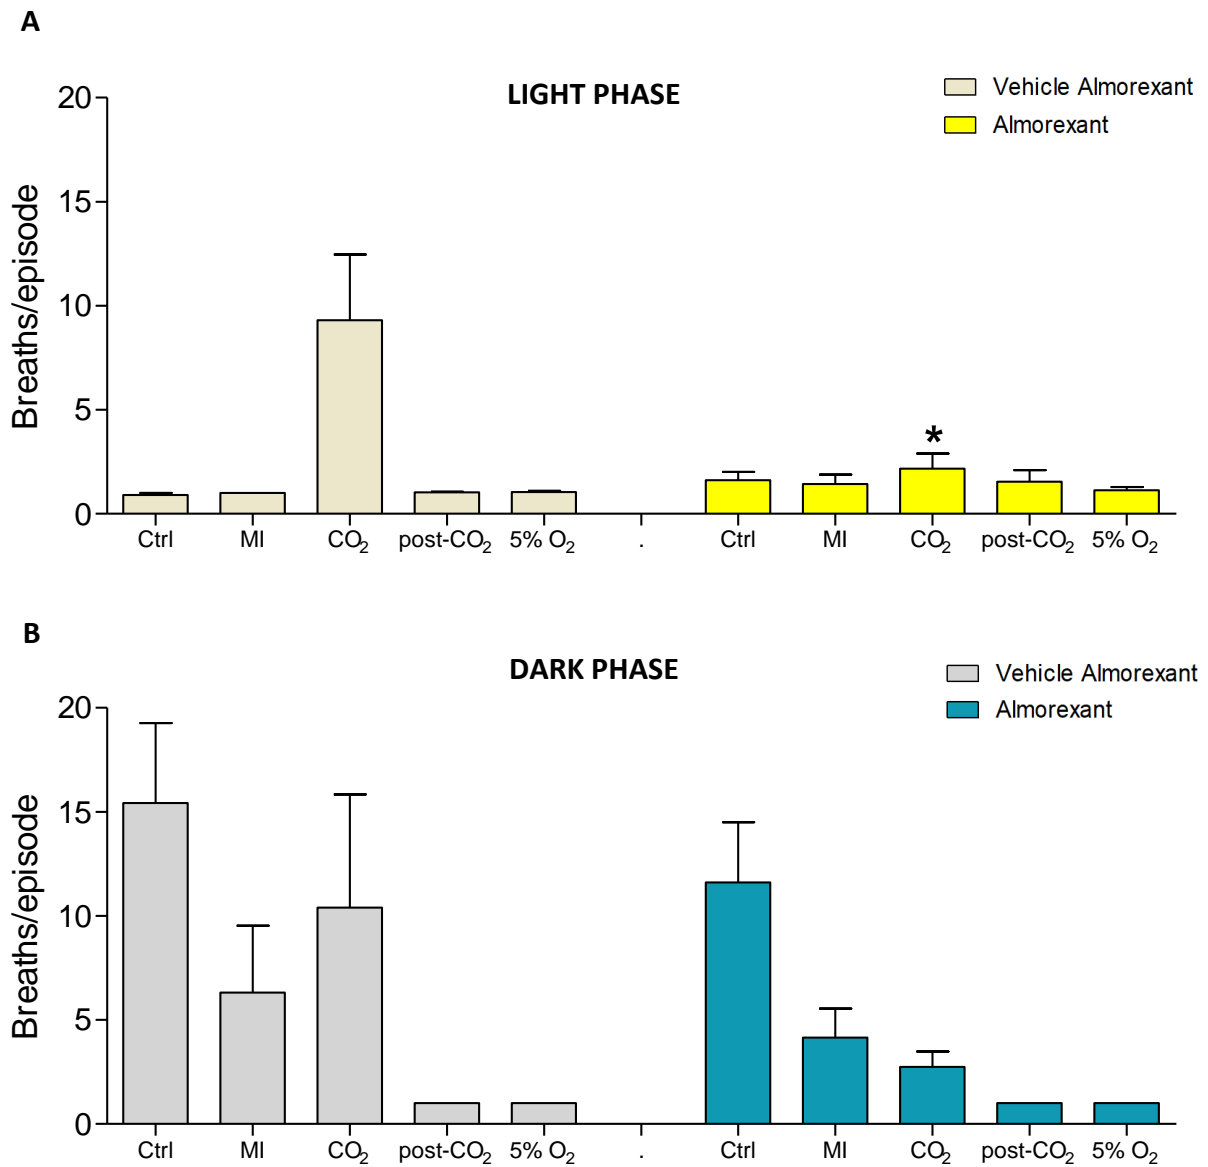 A
LIGHT PHASE
Vehicle Almorexant
Almorexant
Breaths/episode
20
15
10
5
0
Ctrl MI CO₂ post-CO₂ 5% O₂ . Ctrl MI CO₂ post-CO₂ 5% O₂
*
B
DARK PHASE
Vehicle Almorexant
Almorexant
Breaths/episode
20
15
10
5
0
Ctrl MI CO₂ post-CO₂ 5% O₂ . Ctrl MI CO₂ post-CO₂ 5% O₂